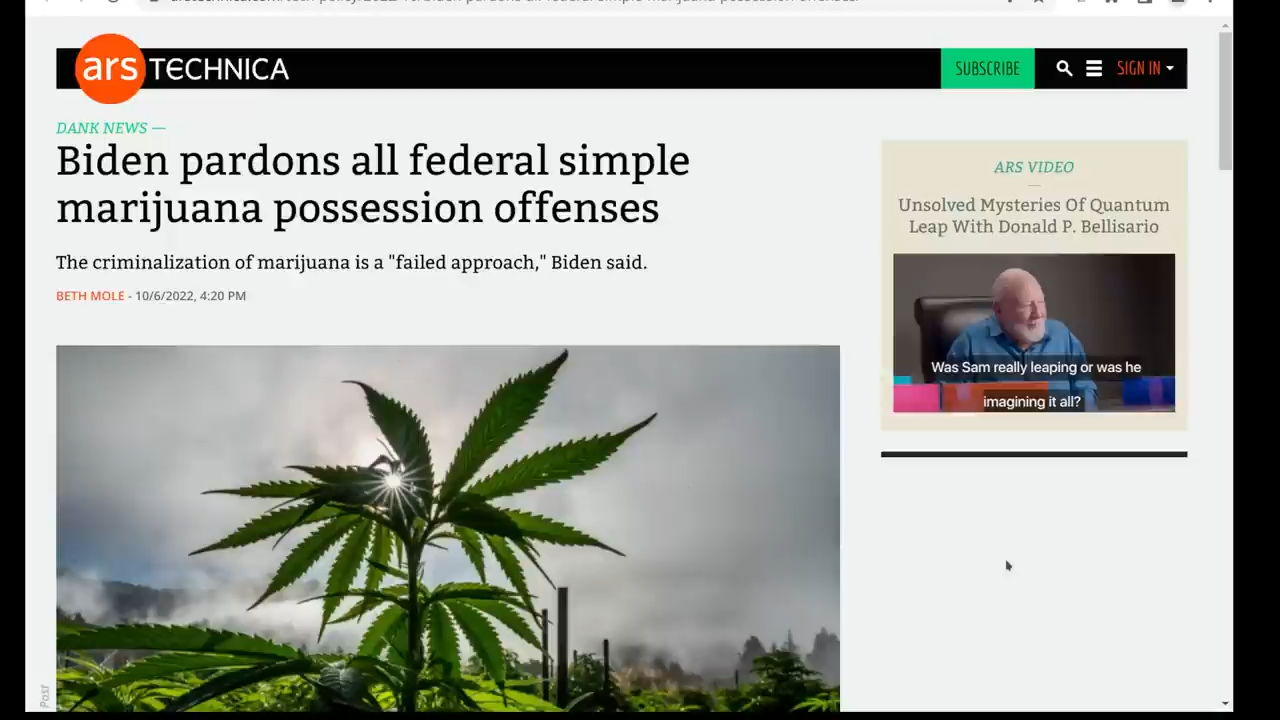 ars TECHNICA
SUBSCRIBE
SIGN IN
DANK NEWS —
Biden pardons all federal simple
marijuana possession offenses
The criminalization of marijuana is a "failed approach," Biden said.
BETH MOLE - 10/6/2022, 4:20 PM
ARS VIDEO
Unsolved Mysteries Of Quantum
Leap With Donald P. Bellisario
Was Sam really leaping or was he
imagining it all?
Post